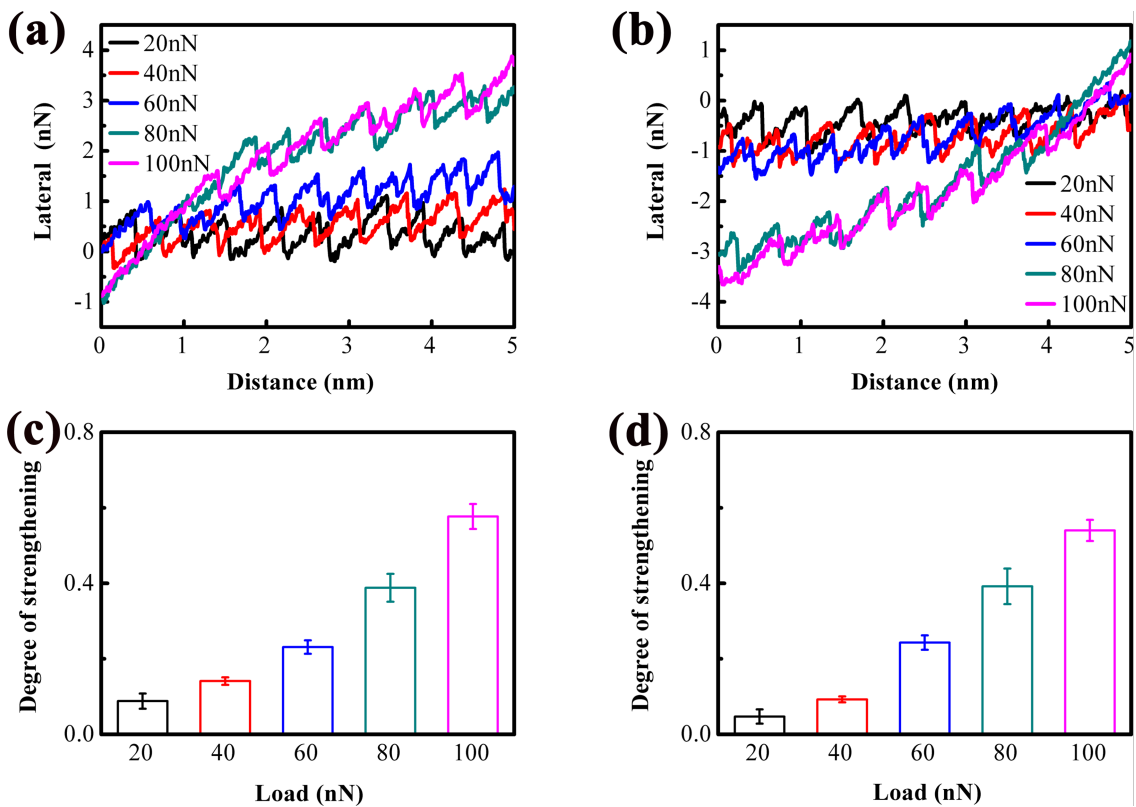 (a)
4
3
2
1
0
-1
Lateral (nN)
20nN
40nN
60nN
80nN
100nN
0 1 2 3 4 5
Distance (nm)
(b)
1
0
-1
-2
-3
-4
Lateral (nN)
20nN
40nN
60nN
80nN
100nN
0 1 2 3 4 5
Distance (nm)
(c)
0.8
0.4
0.0
Degree of strengthening
20 40 60 80 100
Load (nN)
(d)
0.8
0.4
0.0
Degree of strengthening
20 40 60 80 100
Load (nN)